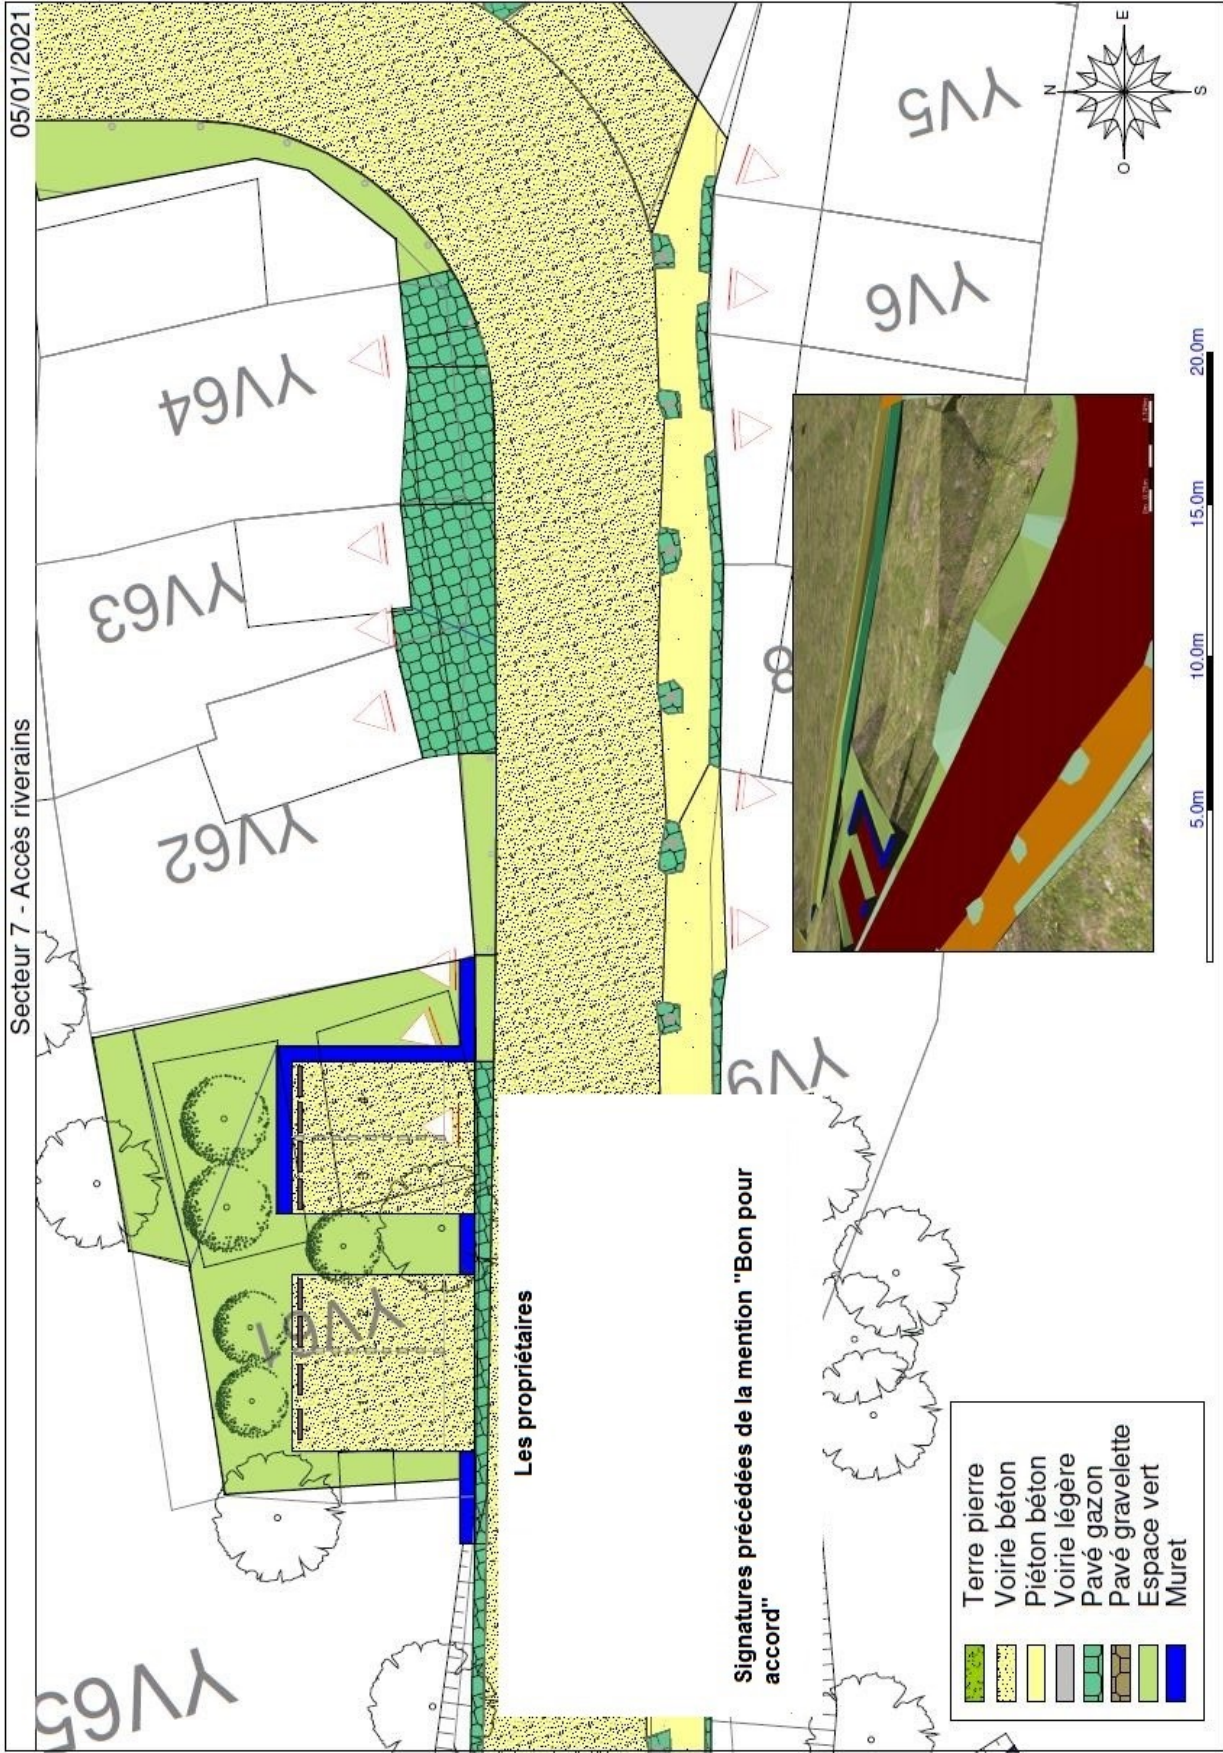 Secteur 7 - Accès riverains
05/01/2021
YV65
YV61
YV62
YV63
YV64
YV9
8
YV6
YV5
Les propriétaires
Signatures précédées de la mention "Bon pour
accord"
Terre pierre
Voirie béton
Piéton béton
Voirie légère
Pavé gazon
Pavé gravelette
Espace vert
Muret
5.0m
10.0m
15.0m
20.0m
N
E
S
O